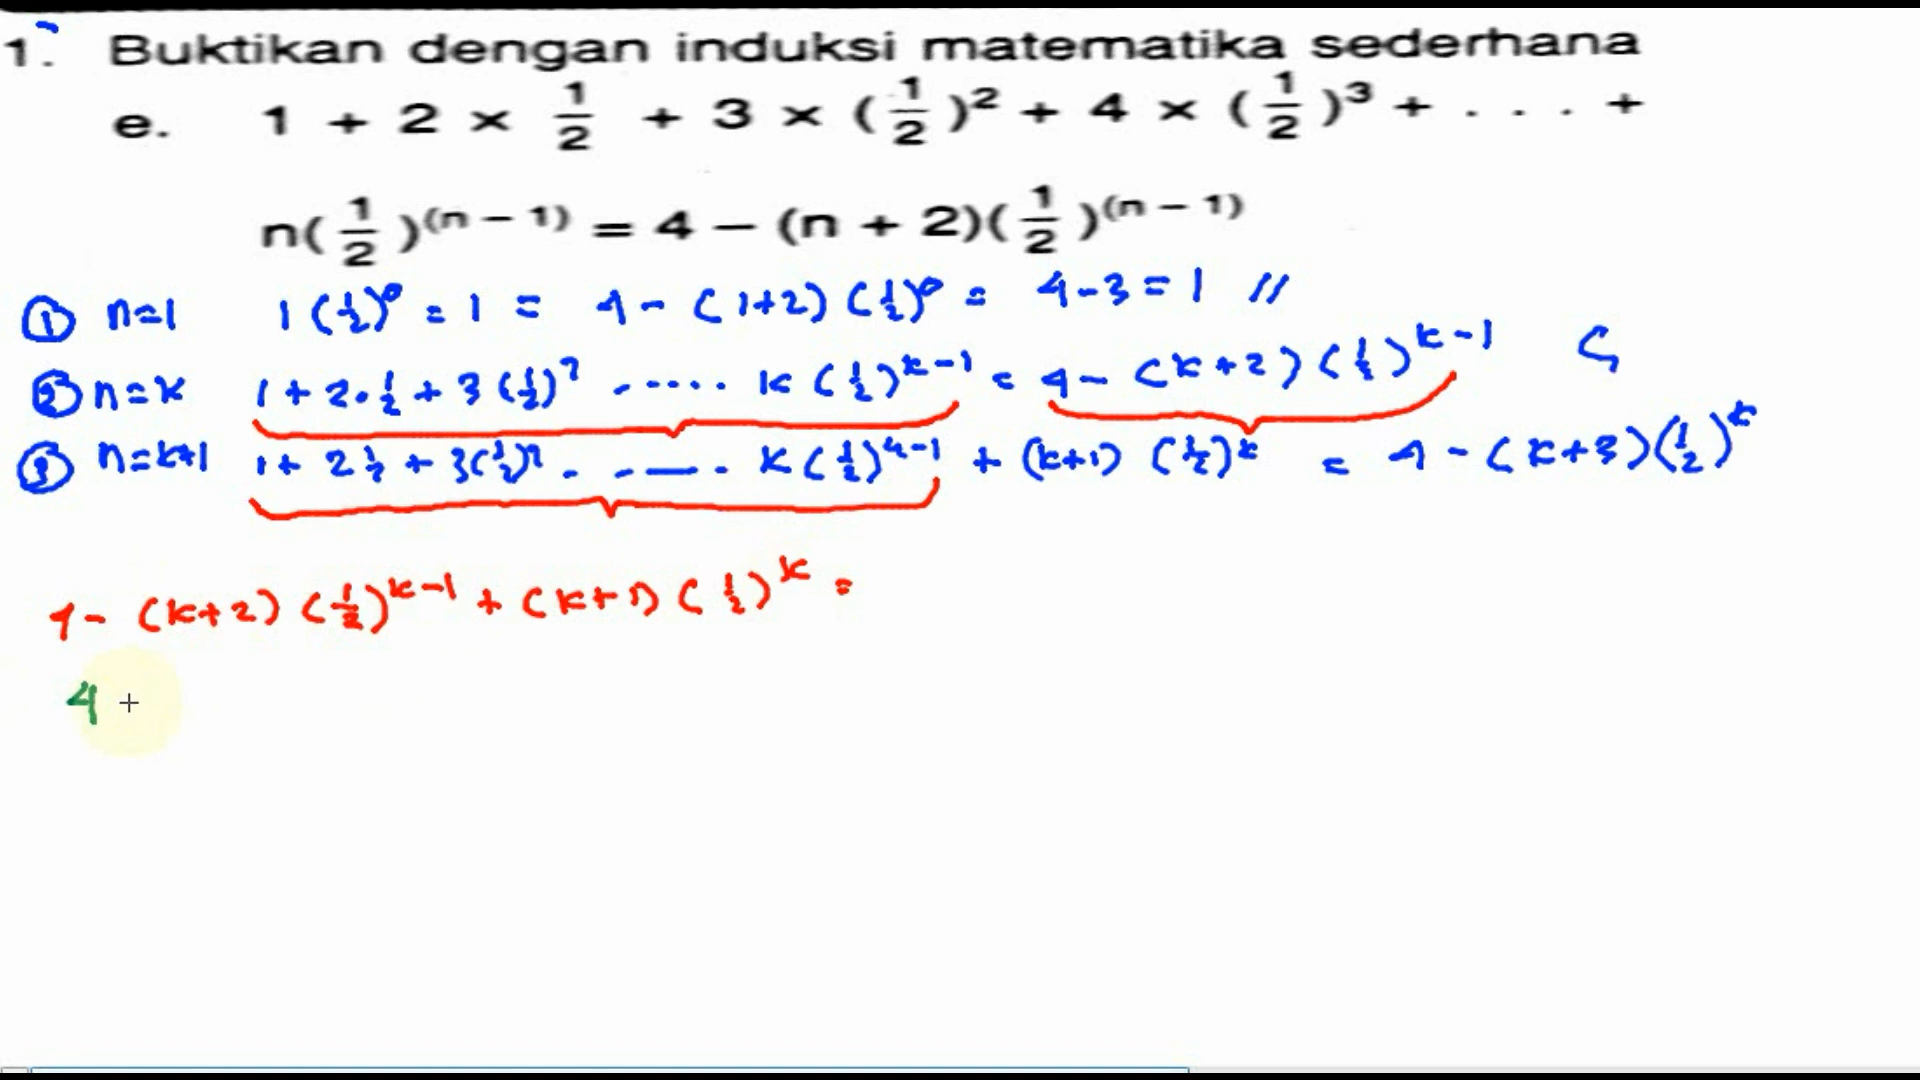 1. Buktikan dengan induksi matematika sederhana
e. 1 + 2 × 1/2 + 3 × (1/2)² + 4 × (1/2)³ + . . . +
n(1/2)^(n − 1) = 4 − (n + 2)(1/2)^(n − 1)
① n=1 1(1/2)^0 = 1 = 4 - (1+2)(1/2)^0 = 4-3 = 1 //
② n=k 1+2·1/2+3(1/2)² ...... k(1/2)^k-1 = 4 - (k+2)(1/2)^k-1
③ n=k+1 1+ 2 1/2 + 3(1/2)² . . — . k(1/2)^k-1 + (k+1)(1/2)^k = 4 - (k+3)(1/2)^k
4 - (k+2)(1/2)^k-1 + (k+1)(1/2)^k =
4